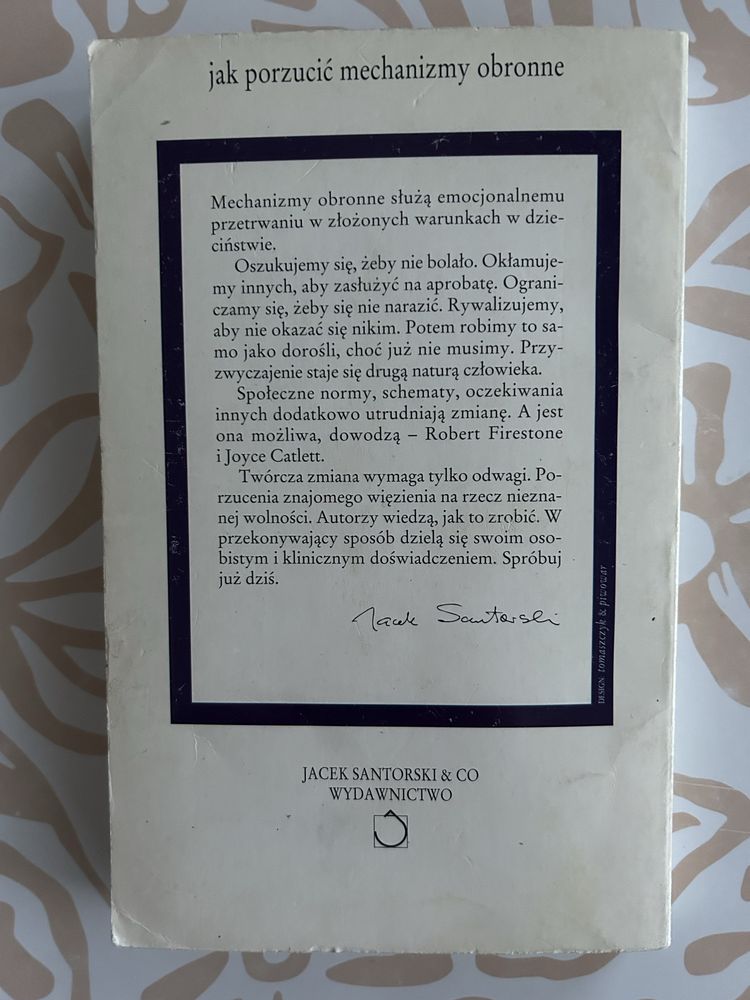 jak porzucić mechanizmy obronne
Mechanizmy obronne służą emocjonalnemu
przetrwaniu w złożonych warunkach w dzie-
ciństwie.
Oszukujemy się, żeby nie bolało. Okłamuje-
my innych, aby zasłużyć na aprobatę. Ograni-
czamy się, żeby się nie narazić. Rywalizujemy,
aby nie okazać się nikim. Potem robimy to sa-
mo jako dorośli, choć już nie musimy. Przy-
zwyczajenie staje się drugą naturą człowieka.
Społeczne normy, schematy, oczekiwania
innych dodatkowo utrudniają zmianę. A jest
ona możliwa, dowodzą – Robert Firestone
i Joyce Catlett.
Twórcza zmiana wymaga tylko odwagi. Po-
rzucenia znajomego więzienia na rzecz niezna-
nej wolności. Autorzy wiedzą, jak to zrobić. W
przekonywający sposób dzielą się swoim oso-
bistym i klinicznym doświadczeniem. Spróbuj
już dziś.
Jacek Santorski
DESIGN: tomaszczyk & piwowar
JACEK SANTORSKI & CO
WYDAWNICTWO